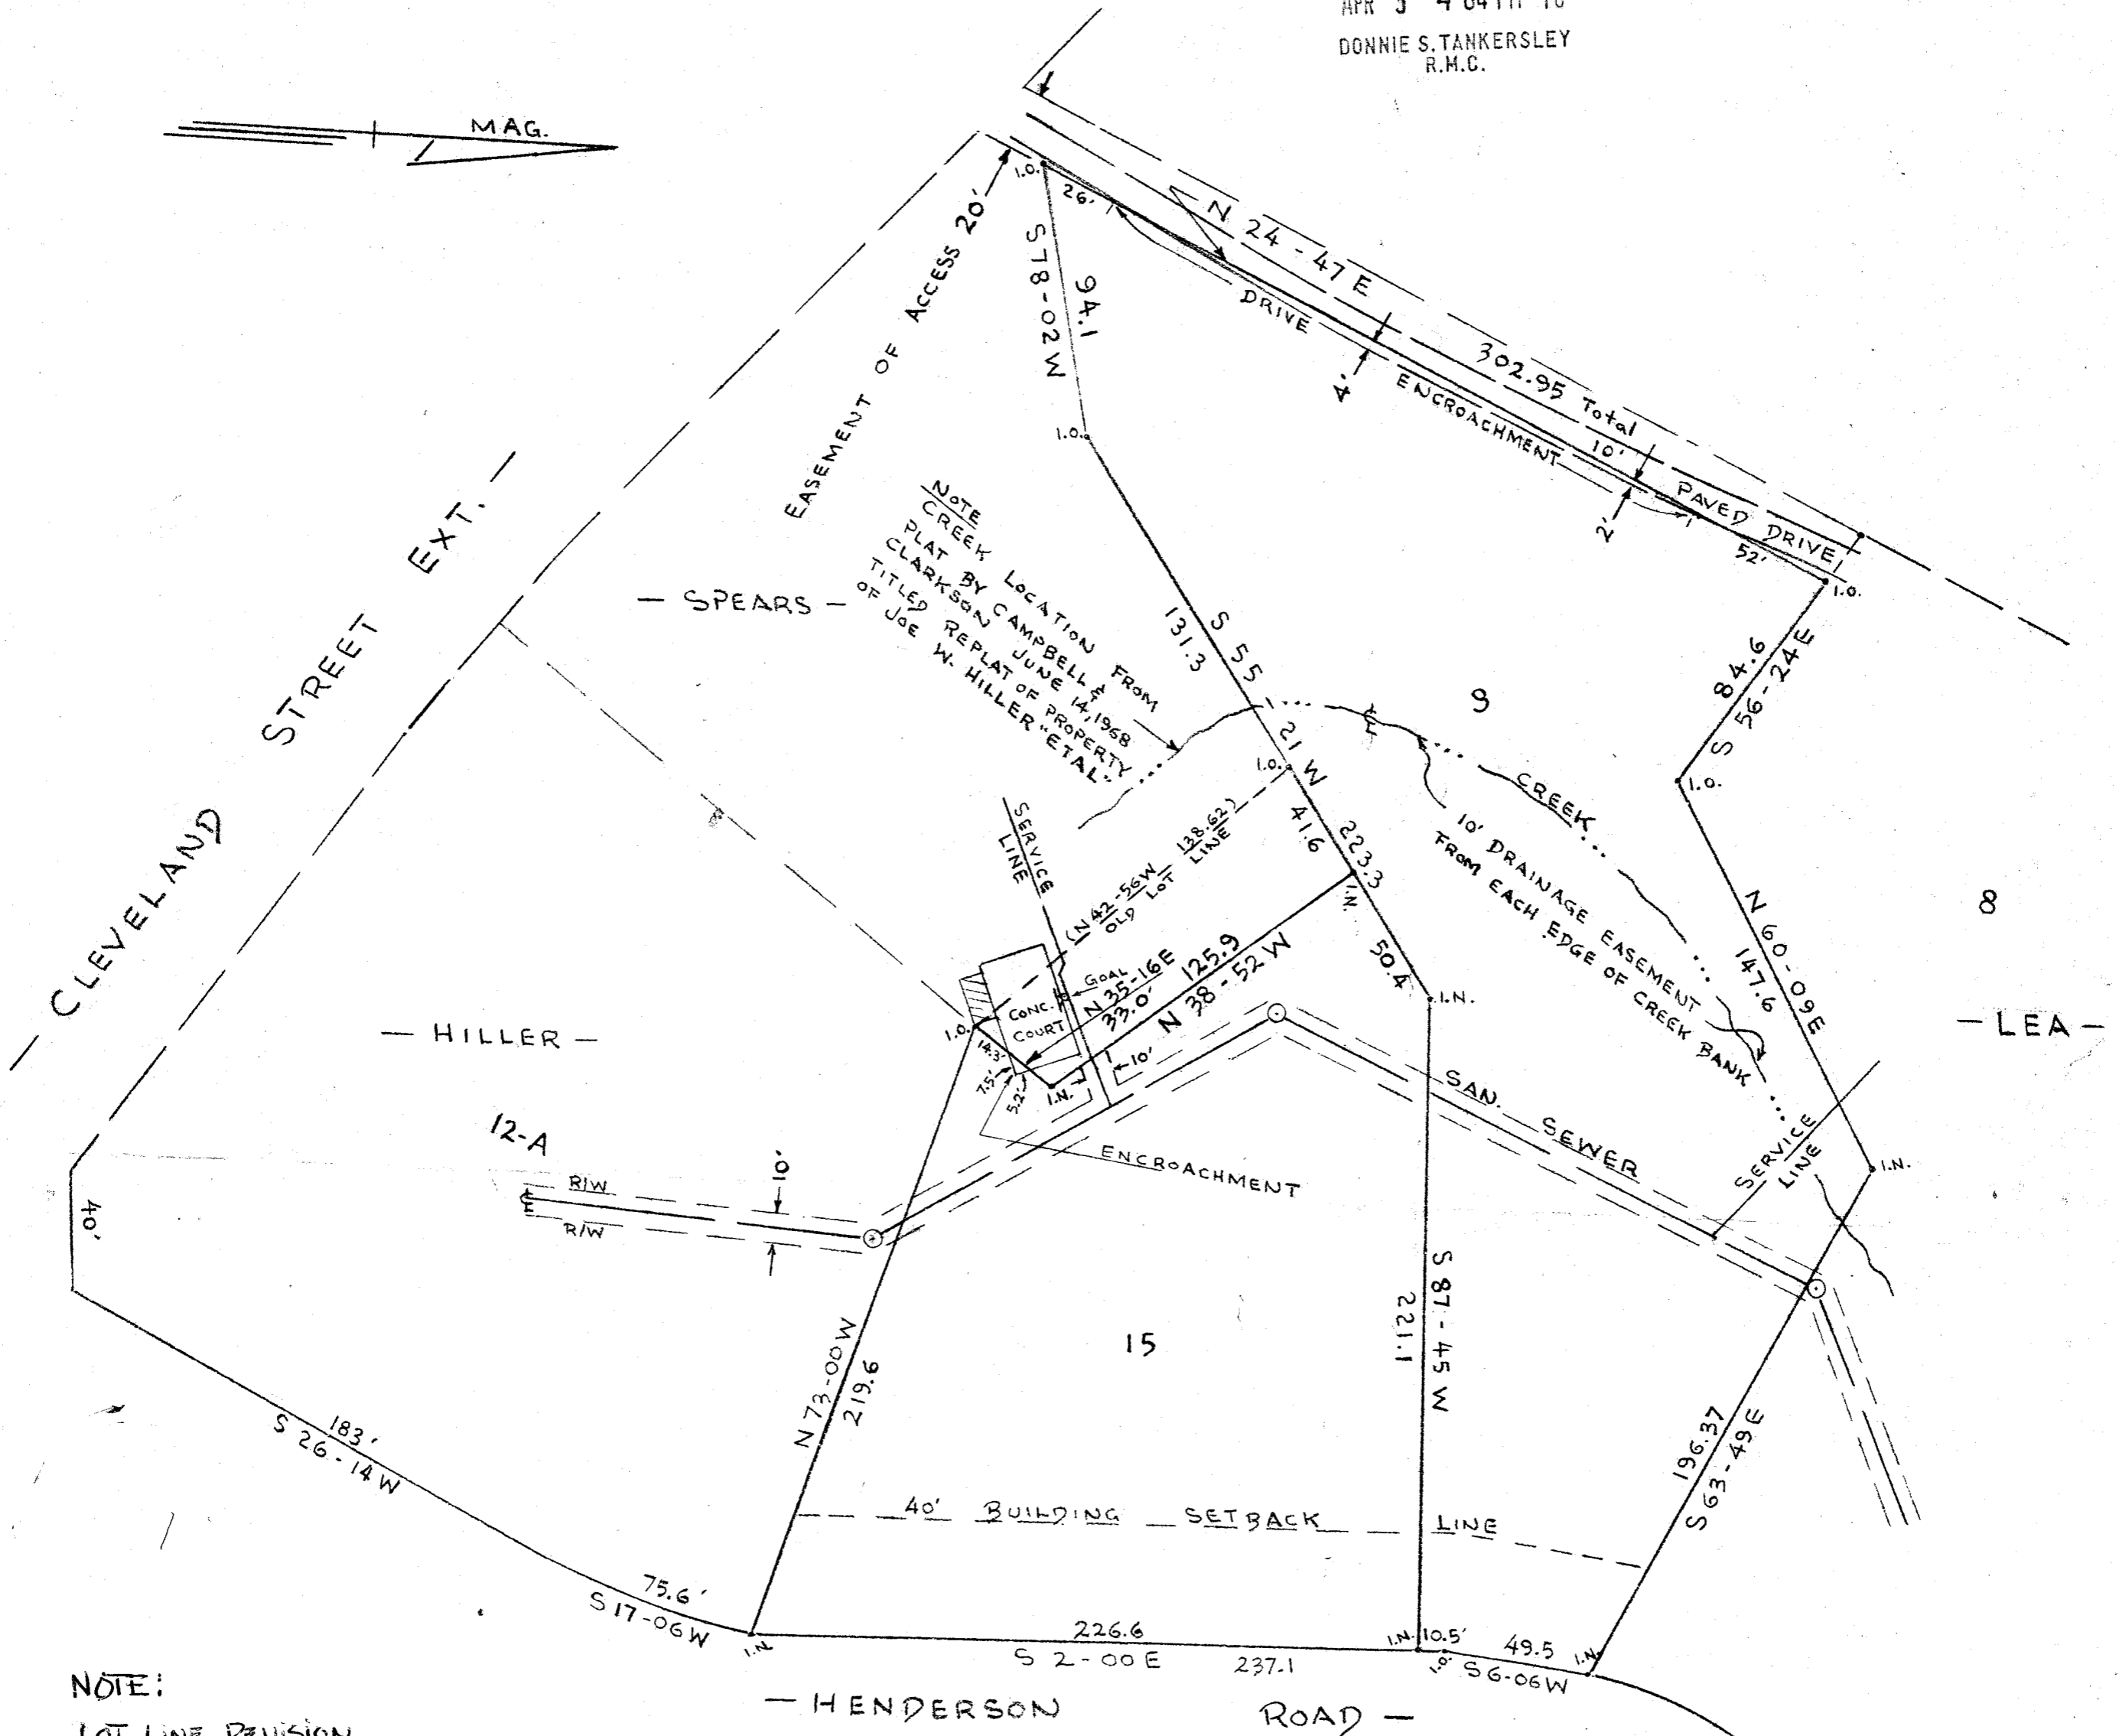 DONNIE S. TANKERSLEY
R.M.C.
MAG.
EASEMENT OF ACCESS 20'
I.O.
26'
S 78-02 W
94.1
I.O.
N 24-47 E
302.95 Total
DRIVE
ENCROACHMENT
4'
10'
2'
PAVED DRIVE
52'
I.O.
84.6
S 56-24 E
I.O.
CLEVELAND STREET EXT.
- SPEARS -
NOTE
CREEK LOCATION FROM
PLAT BY CAMPBELL &
CLARKSON JUNE 14, 1968
TITLED REPLAT OF PROPERTY
OF JOE W. HILLER "ETAL"
131.3
S 55 - 21 W
223.3
I.O.
41.6
I.N.
50.4
I.N.
9
℄
CREEK
10' DRAINAGE EASEMENT
FROM EACH EDGE OF CREEK BANK
N 60-09 E
147.6
8
- LEA -
I.N.
SERVICE
LINE
(N 42-56 W 138.62)
OLD LOT LINE
GOAL
CONC.
COURT
N 35-16 E
33.0'
125.9
N 38-52 W
I.O.
14.3'
7.5'
5.2'
I.N.
10'
ENCROACHMENT
SAN. SEWER
SERVICE
LINE
- HILLER -
12-A
℄
R/W
R/W
10'
40'
183'
S 26-14 W
75.6'
S 17-06 W
N 73-00 W
219.6
15
S 87-45 W
221.1
196.37
S 63-49 E
40' BUILDING SETBACK LINE
I.N.
226.6
S 2-00 E
237.1
I.N.
10.5'
I.O.
49.5
S 6-06 W
I.N.
- HENDERSON ROAD -
NOTE:
LOT LINE REVISION